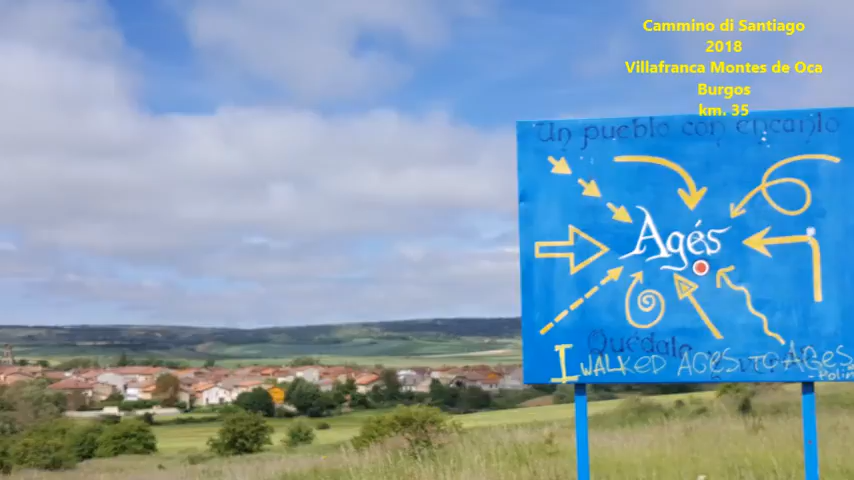 Cammino di Santiago
2018
Villafranca Montes de Oca
Burgos
km. 35
Un pueblo con encanto
Agés
Quedate
I WALKED AGES TO AGES